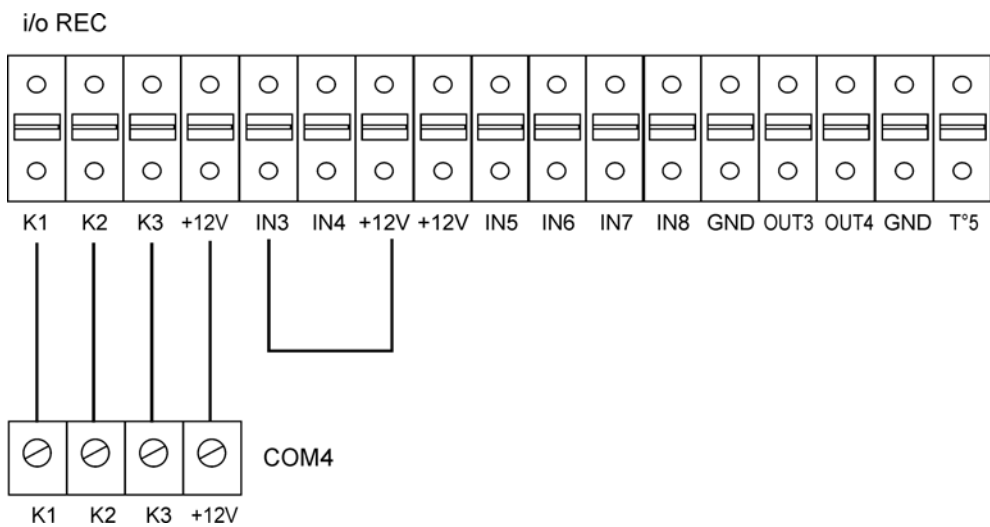 i/o REC
K1 K2 K3 +12V IN3 IN4 +12V +12V IN5 IN6 IN7 IN8 GND OUT3 OUT4 GND T°5
COM4
K1 K2 K3 +12V